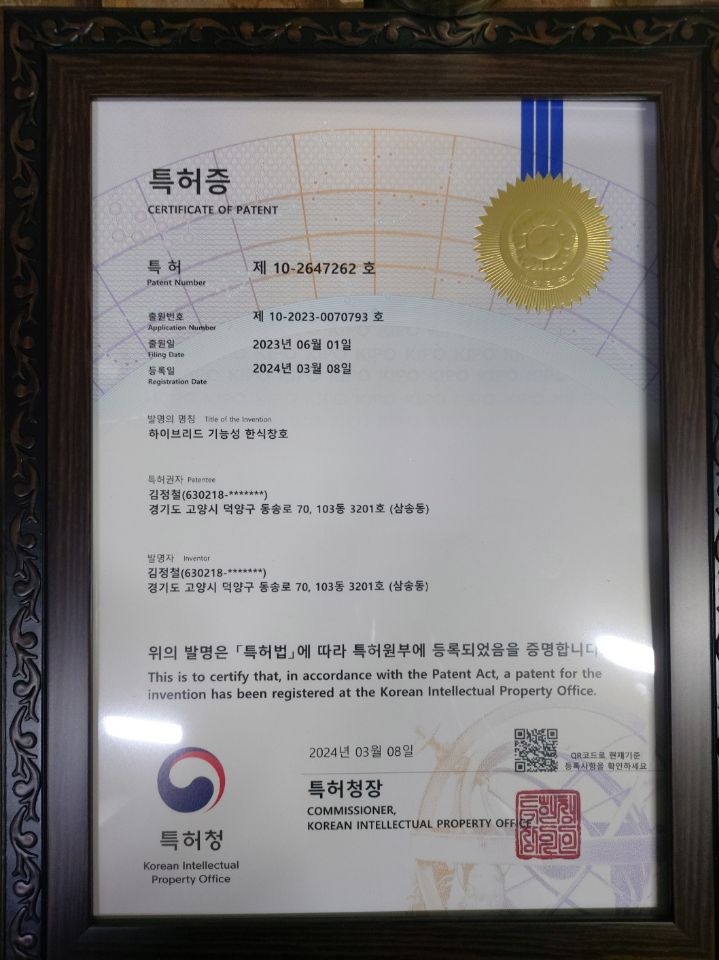 특허증
CERTIFICATE OF PATENT
특 허 제 10-2647262 호
Patent Number
출원번호 제 10-2023-0070793 호
Application Number
출원일 2023년 06월 01일
Filing Date
등록일 2024년 03월 08일
Registration Date
발명의 명칭 Title of the Invention
하이브리드 기능성 한식창호
특허권자 Patentee
김정철(630218-*******)
경기도 고양시 덕양구 동송로 70, 103동 3201호 (삼송동)
발명자 Inventor
김정철(630218-*******)
경기도 고양시 덕양구 동송로 70, 103동 3201호 (삼송동)
위의 발명은 「특허법」에 따라 특허원부에 등록되었음을 증명합니다.
This is to certify that, in accordance with the Patent Act, a patent for the
invention has been registered at the Korean Intellectual Property Office.
2024년 03월 08일
QR코드로 현재기준
등록사항을 확인하세요
특허청장
COMMISSIONER,
KOREAN INTELLECTUAL PROPERTY OFFICE
특허청
Korean Intellectual
Property Office